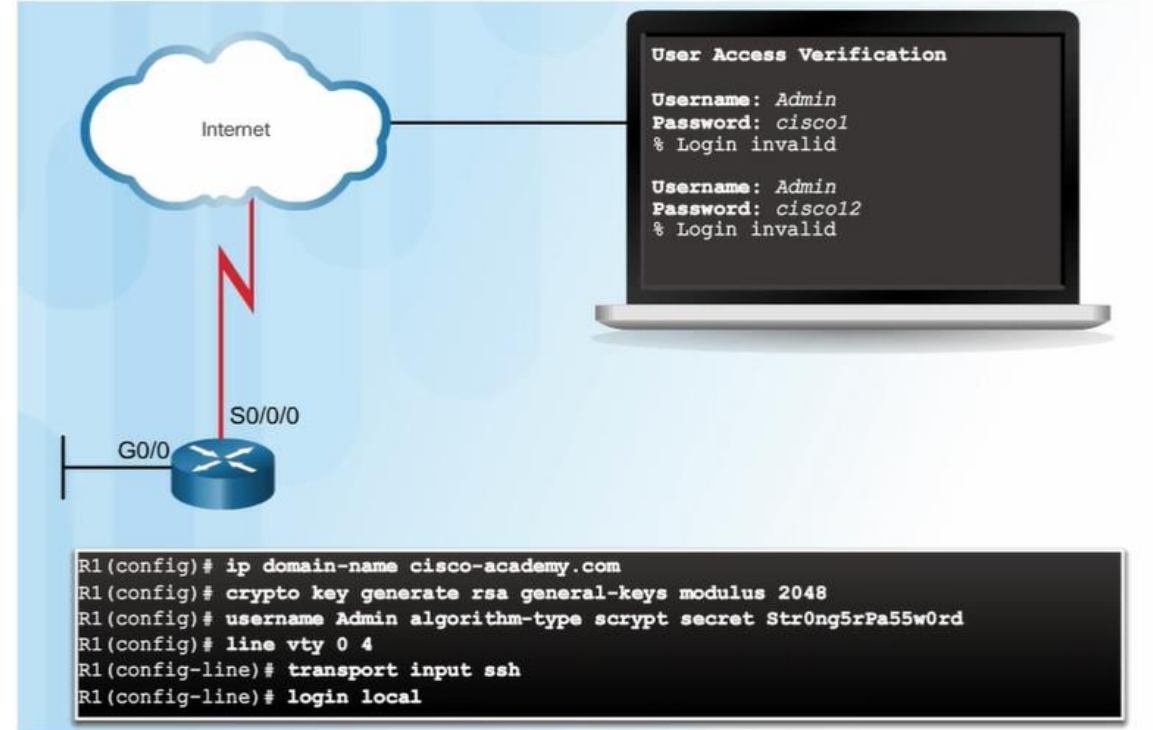 Internet
User Access Verification
Username: Admin
Password: cisco1
% Login invalid
Username: Admin
Password: cisco12
% Login invalid
S0/0/0
G0/0
R1(config)# ip domain-name cisco-academy.com
R1(config)# crypto key generate rsa general-keys modulus 2048
R1(config)# username Admin algorithm-type scrypt secret Str0ng5rPa55w0rd
R1(config)# line vty 0 4
R1(config-line)# transport input ssh
R1(config-line)# login local